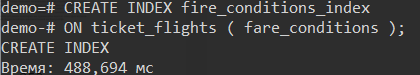 demo=# CREATE INDEX fire_conditions_index
demo-# ON ticket_flights ( fare_conditions );
CREATE INDEX
Время: 488,694 мс